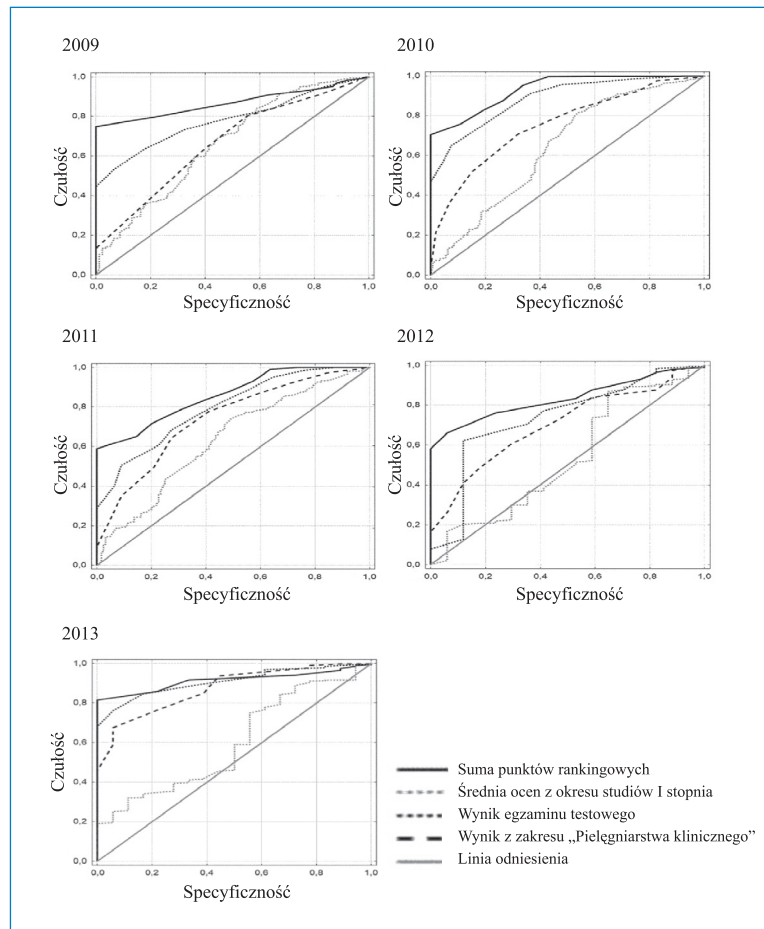 2009
1,0
0,8
0,6
0,4
0,2
0,0
Czułość
0,0 0,2 0,4 0,6 0,8 1,0
Specyficzność
2010
1,0
0,8
0,6
0,4
0,2
0,0
Czułość
0,0 0,2 0,4 0,6 0,8 1,0
Specyficzność
2011
1,0
0,8
0,6
0,4
0,2
0,0
Czułość
0,0 0,2 0,4 0,6 0,8 1,0
Specyficzność
2012
1,0
0,8
0,6
0,4
0,2
0,0
Czułość
0,0 0,2 0,4 0,6 0,8 1,0
Specyficzność
2013
1,0
0,8
0,6
0,4
0,2
0,0
Czułość
0,0 0,2 0,4 0,6 0,8 1,0
Specyficzność
Suma punktów rankingowych
Średnia ocen z okresu studiów I stopnia
Wynik egzaminu testowego
Wynik z zakresu „Pielęgniarstwa klinicznego”
Linia odniesienia